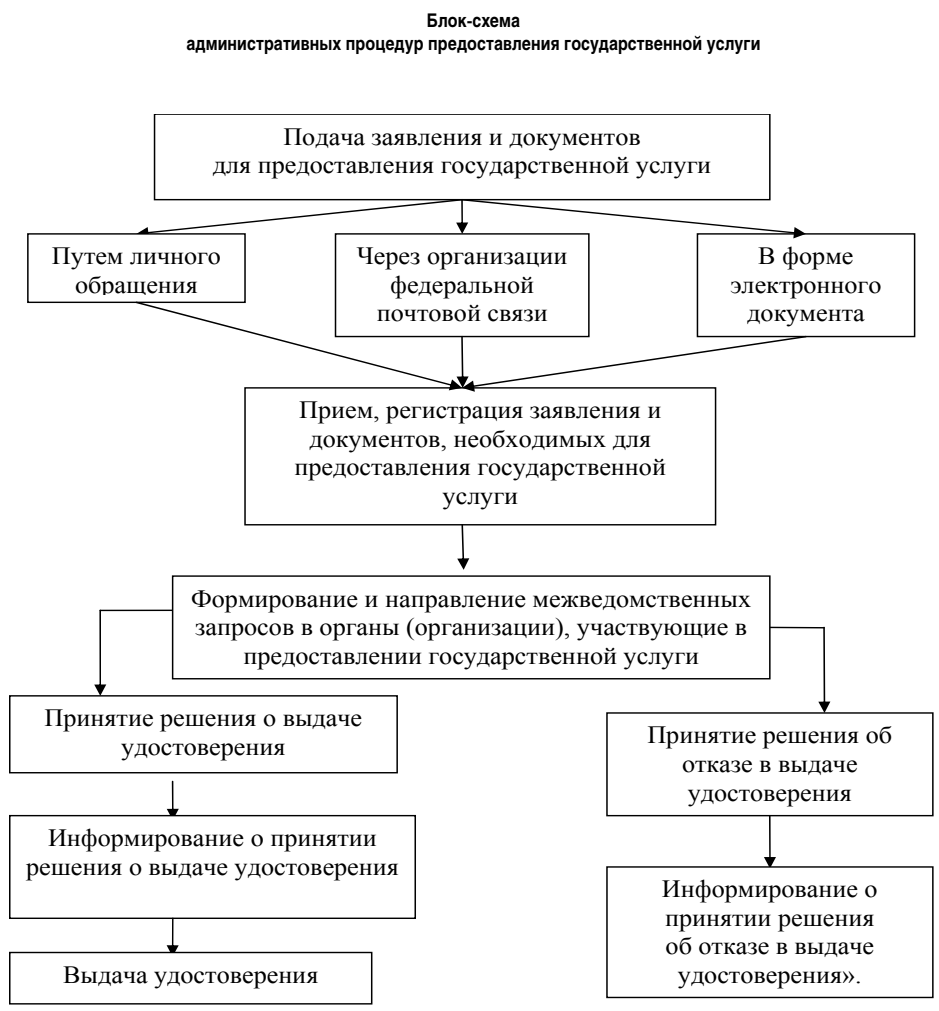 Блок-схема
административных процедур предоставления государственной услуги
Подача заявления и документов
для предоставления государственной услуги
Путем личного
обращения
Через организации
федеральной
почтовой связи
В форме
электронного
документа
Прием, регистрация заявления и
документов, необходимых для
предоставления государственной
услуги
Формирование и направление межведомственных
запросов в органы (организации), участвующие в
предоставлении государственной услуги
Принятие решения о выдаче
удостоверения
Информирование о принятии
решения о выдаче удостоверения
Выдача удостоверения
Принятие решения об
отказе в выдаче
удостоверения
Информирование о
принятии решения
об отказе в выдаче
удостоверения».